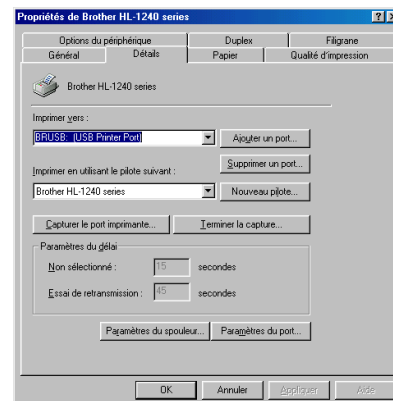 Propriétés de Brother HL-1240 series
Options du périphérique Duplex Filigrane
Général Détails Papier Qualité d'impression
Brother HL-1240 series
Imprimer vers :
BRUSB: (USB Printer Port)
Ajouter un port...
Supprimer un port...
Imprimer en utilisant le pilote suivant :
Brother HL-1240 series
Nouveau pilote...
Capturer le port imprimante... Terminer la capture...
Paramètres du délai
Non sélectionné : 15 secondes
Essai de retransmission : 45 secondes
Paramètres du spouleur... Paramètres du port...
OK Annuler Appliquer Aide